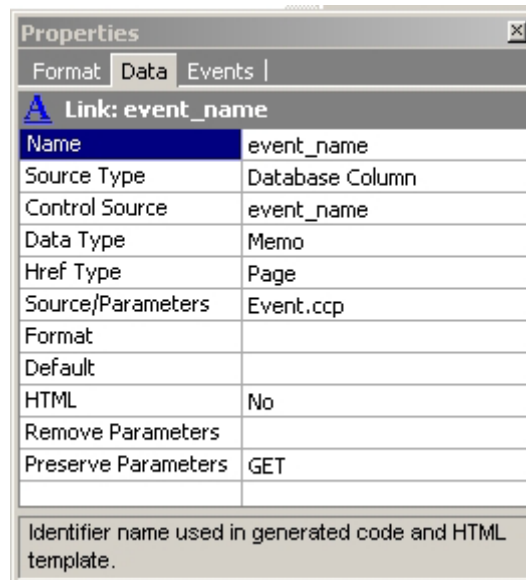 Properties
Format Data Events
A Link: event_name
Name event_name
Source Type Database Column
Control Source event_name
Data Type Memo
Href Type Page
Source/Parameters Event.ccp
Format
Default
HTML No
Remove Parameters
Preserve Parameters GET
Identifier name used in generated code and HTML
template.